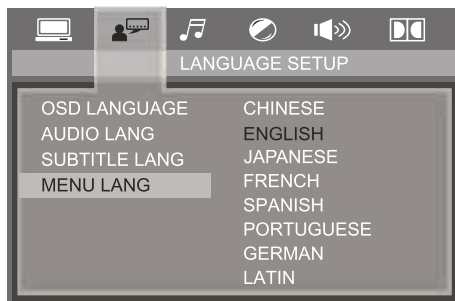 LANGUAGE SETUP
OSD LANGUAGE
AUDIO LANG
SUBTITLE LANG
MENU LANG
CHINESE
ENGLISH
JAPANESE
FRENCH
SPANISH
PORTUGUESE
GERMAN
LATIN